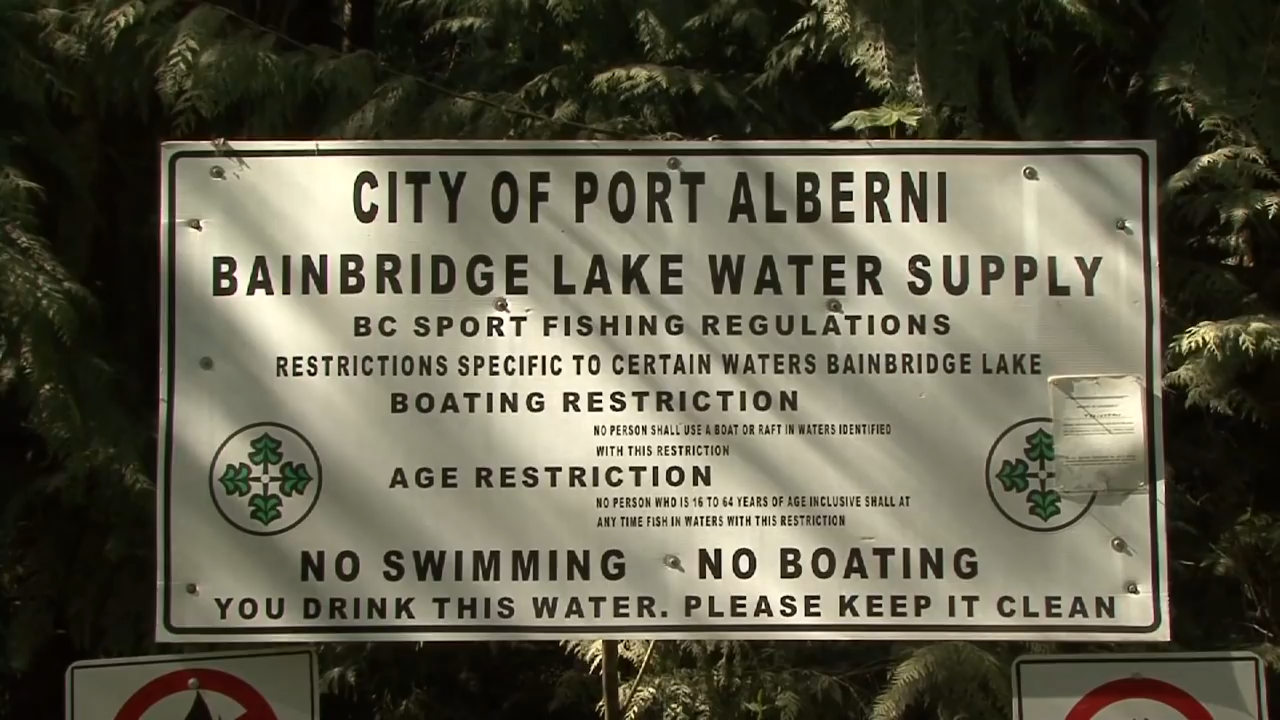 CITY OF PORT ALBERNI
BAINBRIDGE LAKE WATER SUPPLY
BC SPORT FISHING REGULATIONS
RESTRICTIONS SPECIFIC TO CERTAIN WATERS BAINBRIDGE LAKE
BOATING RESTRICTION
NO PERSON SHALL USE A BOAT OR RAFT IN WATERS IDENTIFIED
WITH THIS RESTRICTION
AGE RESTRICTION
NO PERSON WHO IS 16 TO 64 YEARS OF AGE INCLUSIVE SHALL AT
ANY TIME FISH IN WATERS WITH THIS RESTRICTION
NO SWIMMING NO BOATING
YOU DRINK THIS WATER. PLEASE KEEP IT CLEAN